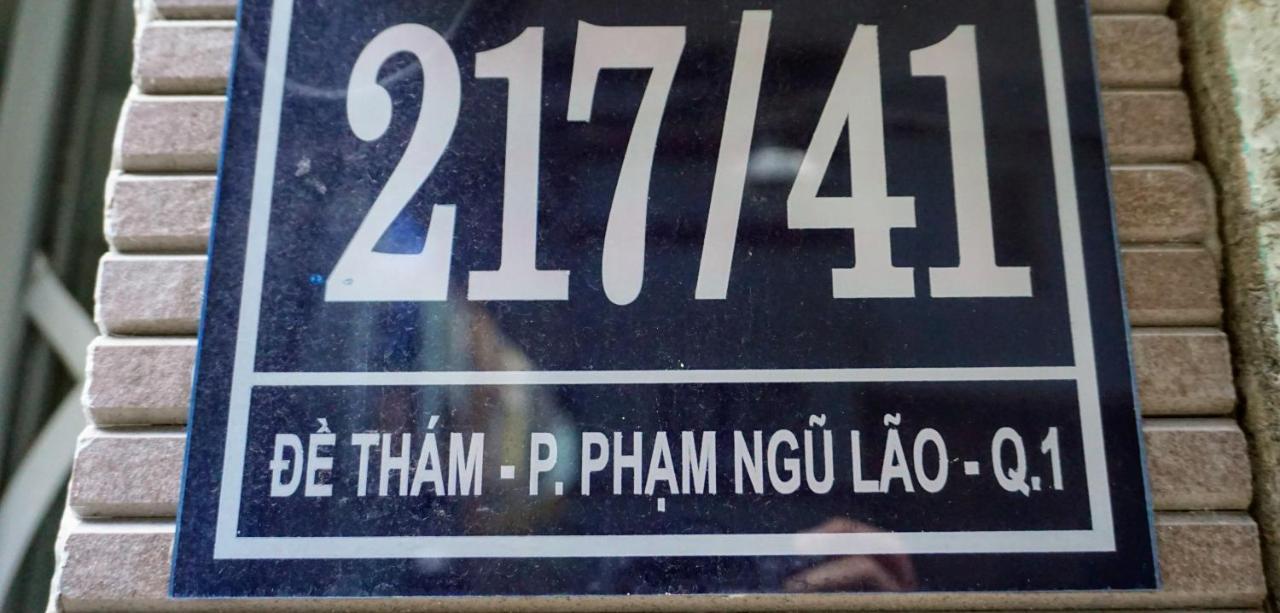 217/41
ĐỀ THÁM - P. PHẠM NGŨ LÃO - Q.1